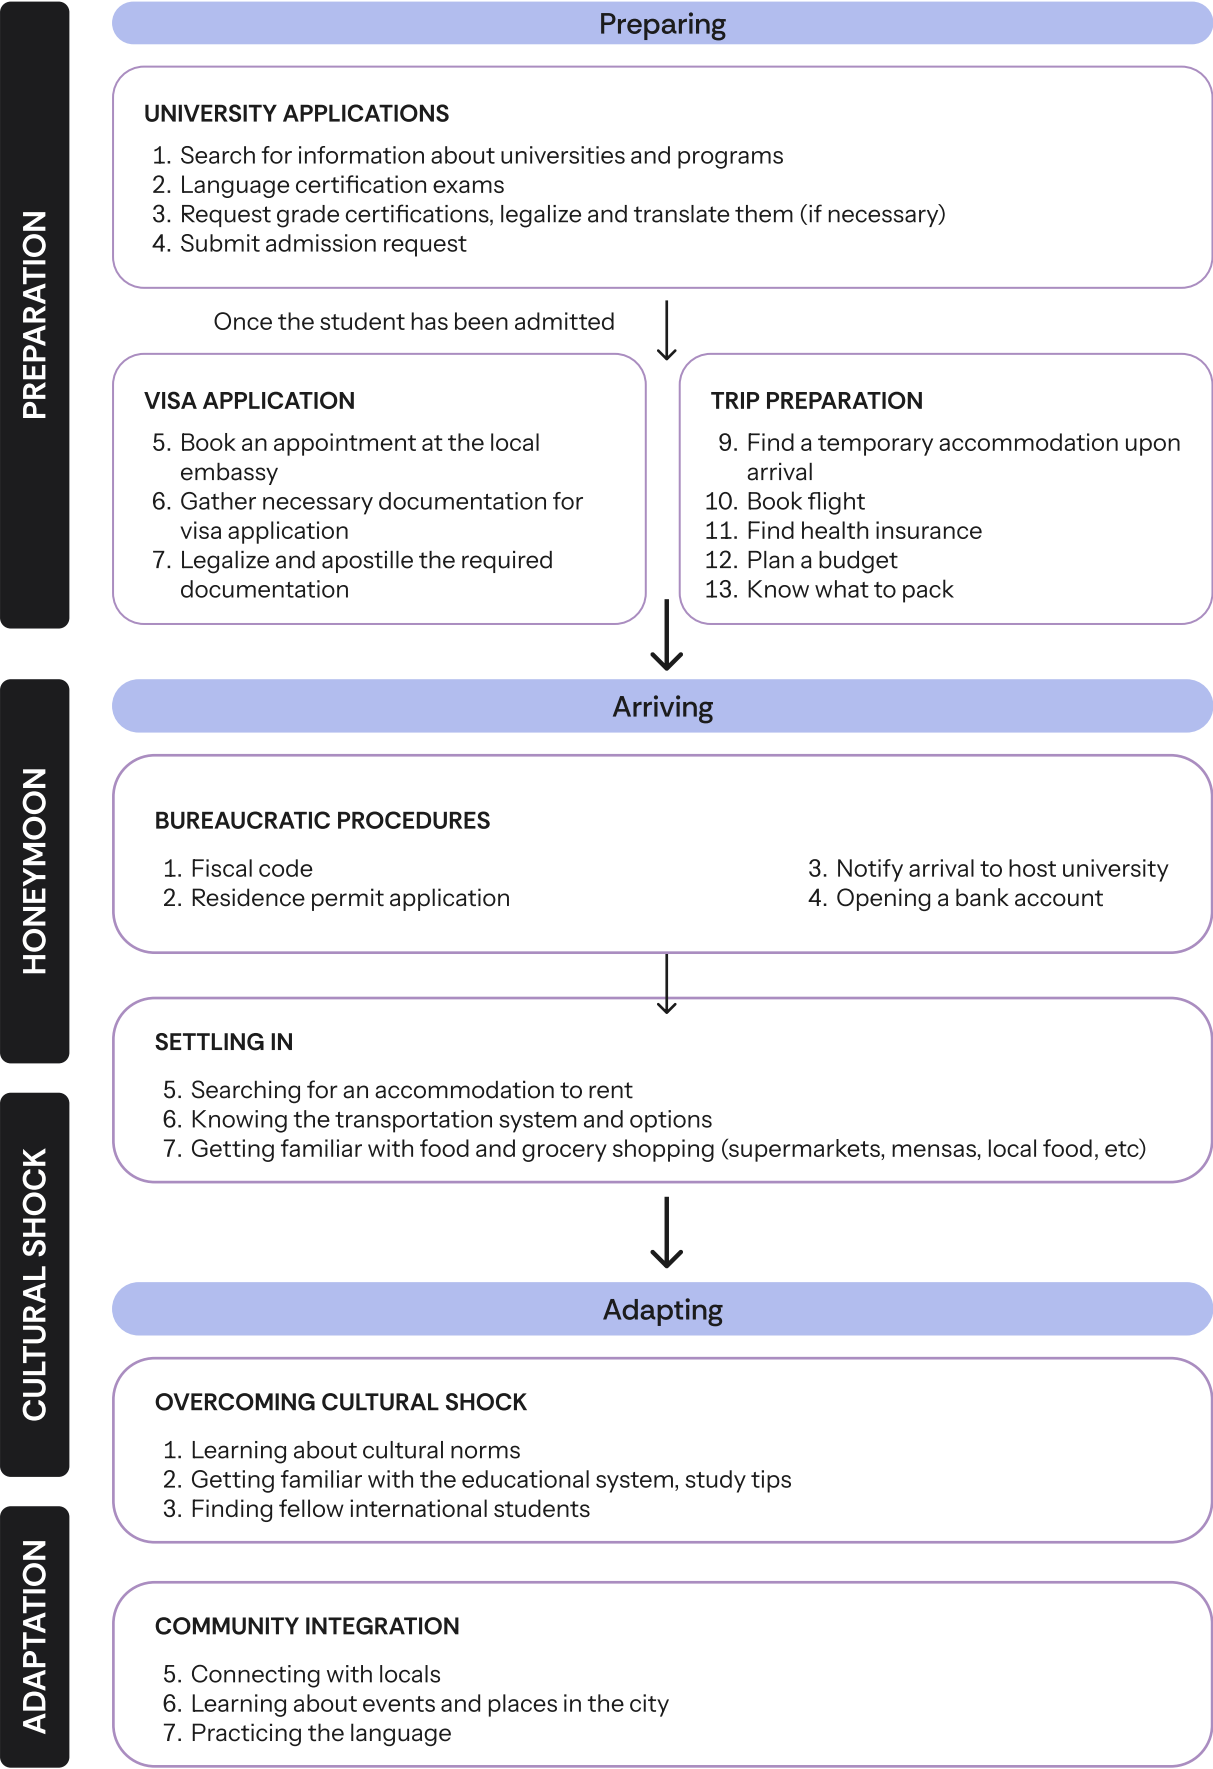 PREPARATION
Preparing
UNIVERSITY APPLICATIONS
1. Search for information about universities and programs
2. Language certification exams
3. Request grade certifications, legalize and translate them (if necessary)
4. Submit admission request
Once the student has been admitted
VISA APPLICATION
5. Book an appointment at the local
embassy
6. Gather necessary documentation for
visa application
7. Legalize and apostille the required
documentation
TRIP PREPARATION
9. Find a temporary accommodation upon
arrival
10. Book flight
11. Find health insurance
12. Plan a budget
13. Know what to pack
HONEYMOON
Arriving
BUREAUCRATIC PROCEDURES
1. Fiscal code
2. Residence permit application
3. Notify arrival to host university
4. Opening a bank account
SETTLING IN
5. Searching for an accommodation to rent
6. Knowing the transportation system and options
7. Getting familiar with food and grocery shopping (supermarkets, mensas, local food, etc)
CULTURAL SHOCK
Adapting
OVERCOMING CULTURAL SHOCK
1. Learning about cultural norms
2. Getting familiar with the educational system, study tips
3. Finding fellow international students
ADAPTATION
COMMUNITY INTEGRATION
5. Connecting with locals
6. Learning about events and places in the city
7. Practicing the language